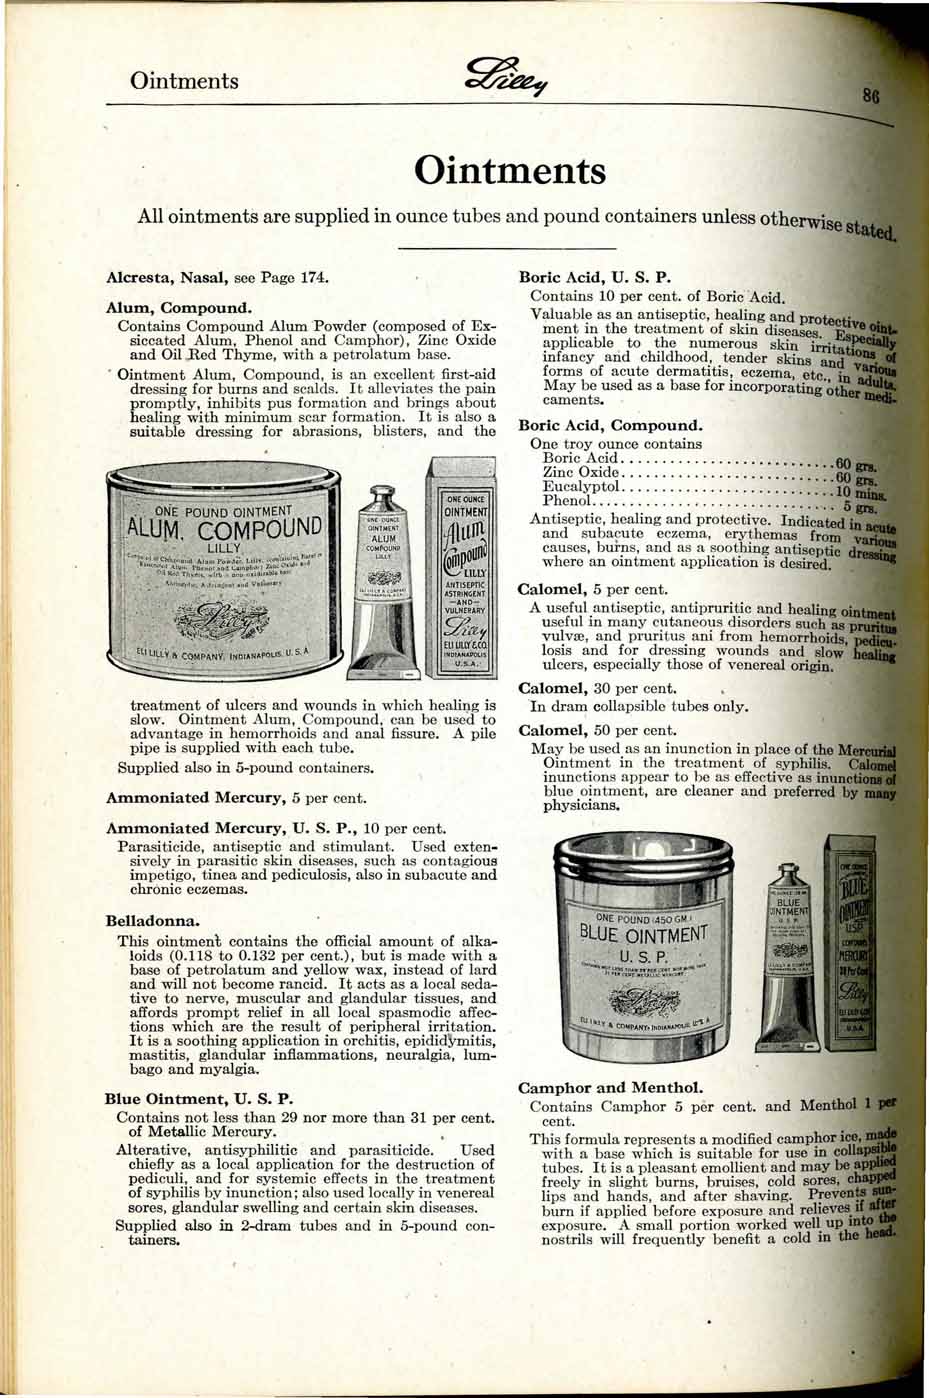 Ointments
Lilly
86
Ointments
All ointments are supplied in ounce tubes and pound containers unless otherwise stated.
Alcresta, Nasal, see Page 174.
Alum, Compound.
Contains Compound Alum Powder (composed of Ex-
siccated Alum, Phenol and Camphor), Zinc Oxide
and Oil Red Thyme, with a petrolatum base.
Ointment Alum, Compound, is an excellent first-aid
dressing for burns and scalds. It alleviates the pain
promptly, inhibits pus formation and brings about
healing with minimum scar formation. It is also a
suitable dressing for abrasions, blisters, and the
ONE POUND OINTMENT
ALUM, COMPOUND
LILLY
Lilly
ELI LILLY & COMPANY, INDIANAPOLIS, U.S.A.
ONE OUNCE
OINTMENT
ALUM
COMPOUND
LILLY
ONE OUNCE
OINTMENT
Alum
Compound
LILLY
ANTISEPTIC
ASTRINGENT
—AND—
VULNERARY
Lilly
ELI LILLY & CO.
INDIANAPOLIS
U.S.A.
treatment of ulcers and wounds in which healing is
slow. Ointment Alum, Compound, can be used to
advantage in hemorrhoids and anal fissure. A pile
pipe is supplied with each tube.
Supplied also in 5-pound containers.
Ammoniated Mercury, 5 per cent.
Ammoniated Mercury, U. S. P., 10 per cent.
Parasiticide, antiseptic and stimulant. Used exten-
sively in parasitic skin diseases, such as contagious
impetigo, tinea and pediculosis, also in subacute and
chronic eczemas.
Belladonna.
This ointment contains the official amount of alka-
loids (0.118 to 0.132 per cent.), but is made with a
base of petrolatum and yellow wax, instead of lard
and will not become rancid. It acts as a local seda-
tive to nerve, muscular and glandular tissues, and
affords prompt relief in all local spasmodic affec-
tions which are the result of peripheral irritation.
It is a soothing application in orchitis, epididymitis,
mastitis, glandular inflammations, neuralgia, lum-
bago and myalgia.
Blue Ointment, U. S. P.
Contains not less than 29 nor more than 31 per cent.
of Metallic Mercury.
Alterative, antisyphilitic and parasiticide. Used
chiefly as a local application for the destruction of
pediculi, and for systemic effects in the treatment
of syphilis by inunction; also used locally in venereal
sores, glandular swelling and certain skin diseases.
Supplied also in 2-dram tubes and in 5-pound con-
tainers.
Boric Acid, U. S. P.
Contains 10 per cent. of Boric Acid.
Valuable as an antiseptic, healing and protective oint-
ment in the treatment of skin diseases. Especially
applicable to the numerous skin irritations of
infancy and childhood, tender skins and various
forms of acute dermatitis, eczema, etc., in adults.
May be used as a base for incorporating other medi-
caments.
Boric Acid, Compound.
One troy ounce contains
Boric Acid...........................60 grs.
Zinc Oxide...........................60 grs.
Eucalyptol...........................10 mins.
Phenol............................... 5 grs.
Antiseptic, healing and protective. Indicated in acute
and subacute eczema, erythemas from various
causes, burns, and as a soothing antiseptic dressing
where an ointment application is desired.
Calomel, 5 per cent.
A useful antiseptic, antipruritic and healing ointment
useful in many cutaneous disorders such as pruritus
vulvæ, and pruritus ani from hemorrhoids, pedicu-
losis and for dressing wounds and slow healing
ulcers, especially those of venereal origin.
Calomel, 30 per cent.
In dram collapsible tubes only.
Calomel, 50 per cent.
May be used as an inunction in place of the Mercurial
Ointment in the treatment of syphilis. Calomel
inunctions appear to be as effective as inunctions of
blue ointment, are cleaner and preferred by many
physicians.
ONE POUND (450 GM.)
BLUE OINTMENT
U. S. P.
ELI LILLY & COMPANY, INDIANAPOLIS, U.S.A.
BLUE
OINTMENT
U. S. P.
ONE OUNCE
BLUE
OINTMENT
USP
CONTAINS
MERCURY
30 Per Cent
Lilly
ELI LILLY & CO
U.S.A.
Camphor and Menthol.
Contains Camphor 5 per cent. and Menthol 1 per
cent.
This formula represents a modified camphor ice, made
with a base which is suitable for use in collapsible
tubes. It is a pleasant emollient and may be applied
freely in slight burns, bruises, cold sores, chapped
lips and hands, and after shaving. Prevents sun-
burn if applied before exposure and relieves if after
exposure. A small portion worked well up into the
nostrils will frequently benefit a cold in the head.